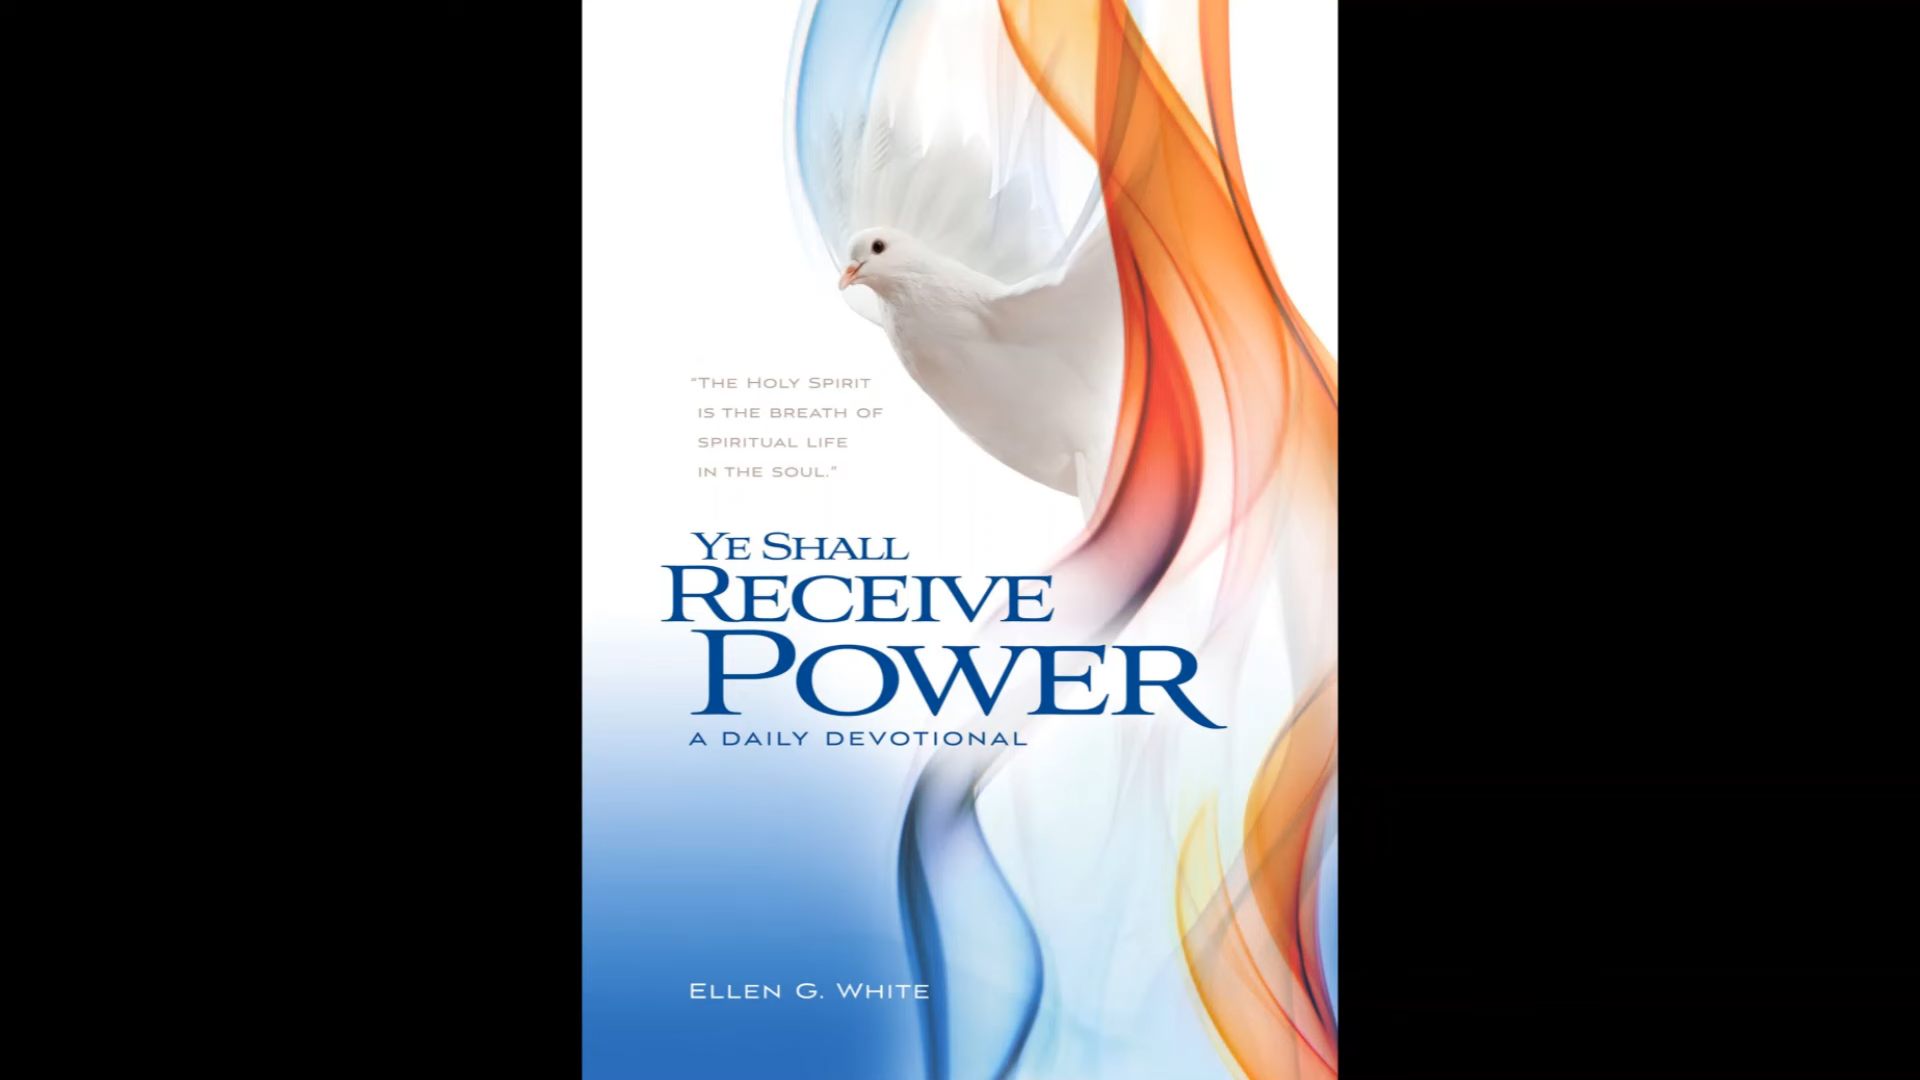 "The Holy Spirit
is the breath of
spiritual life
in the soul."
Ye Shall
Receive
Power
A Daily Devotional
Ellen G. White